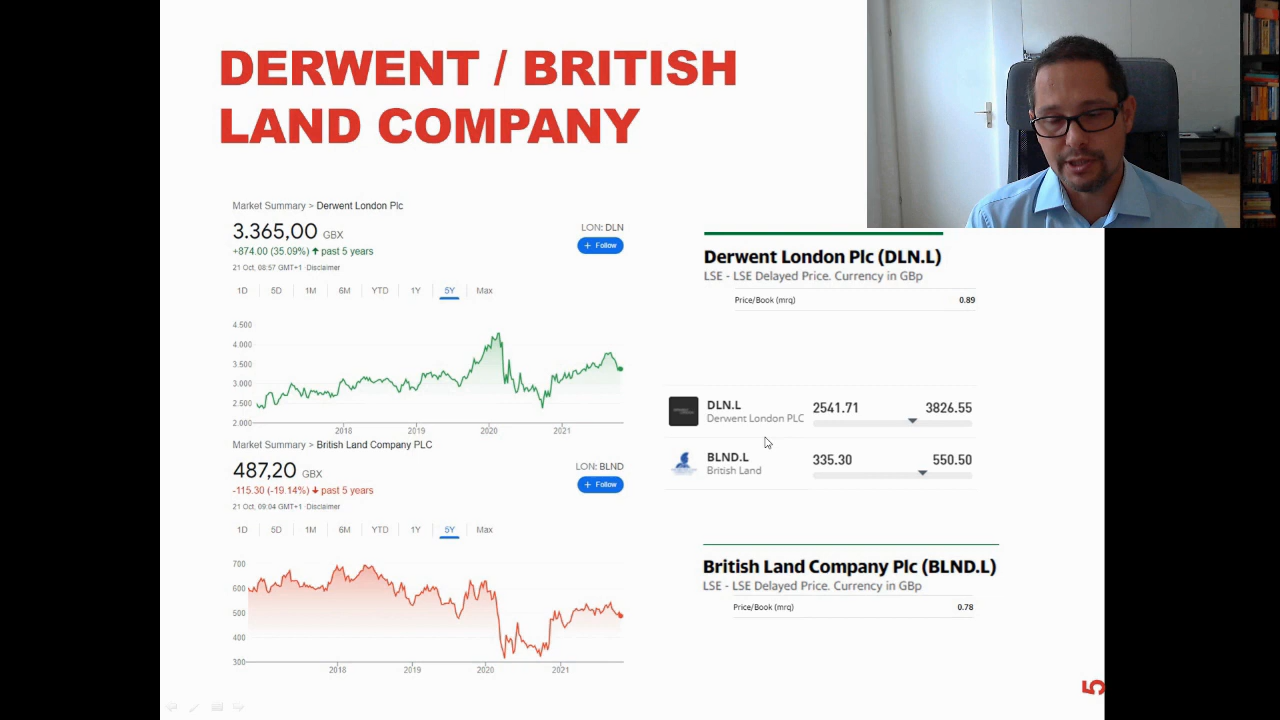 DERWENT / BRITISH
LAND COMPANY
Market Summary > Derwent London Plc
3.365,00 GBX
LON: DLN
+874.00 (35.09%) ↑ past 5 years
+ Follow
21 Oct, 08:57 GMT+1 · Disclaimer
1D 5D 1M 6M YTD 1Y 5Y Max
4.500
4.000
3.500
3.000
2.500
2.000
2018 2019 2020 2021
Market Summary > British Land Company PLC
487,20 GBX
LON: BLND
-115.30 (-19.14%) ↓ past 5 years
+ Follow
21 Oct, 09:04 GMT+1 · Disclaimer
1D 5D 1M 6M YTD 1Y 5Y Max
700
600
500
400
300
2018 2019 2020 2021
Derwent London Plc (DLN.L)
LSE - LSE Delayed Price. Currency in GBp
Price/Book (mrq) 0.89
DLN.L 2541.71 3826.55
Derwent London PLC
BLND.L 335.30 550.50
British Land
British Land Company Plc (BLND.L)
LSE - LSE Delayed Price. Currency in GBp
Price/Book (mrq) 0.78
5